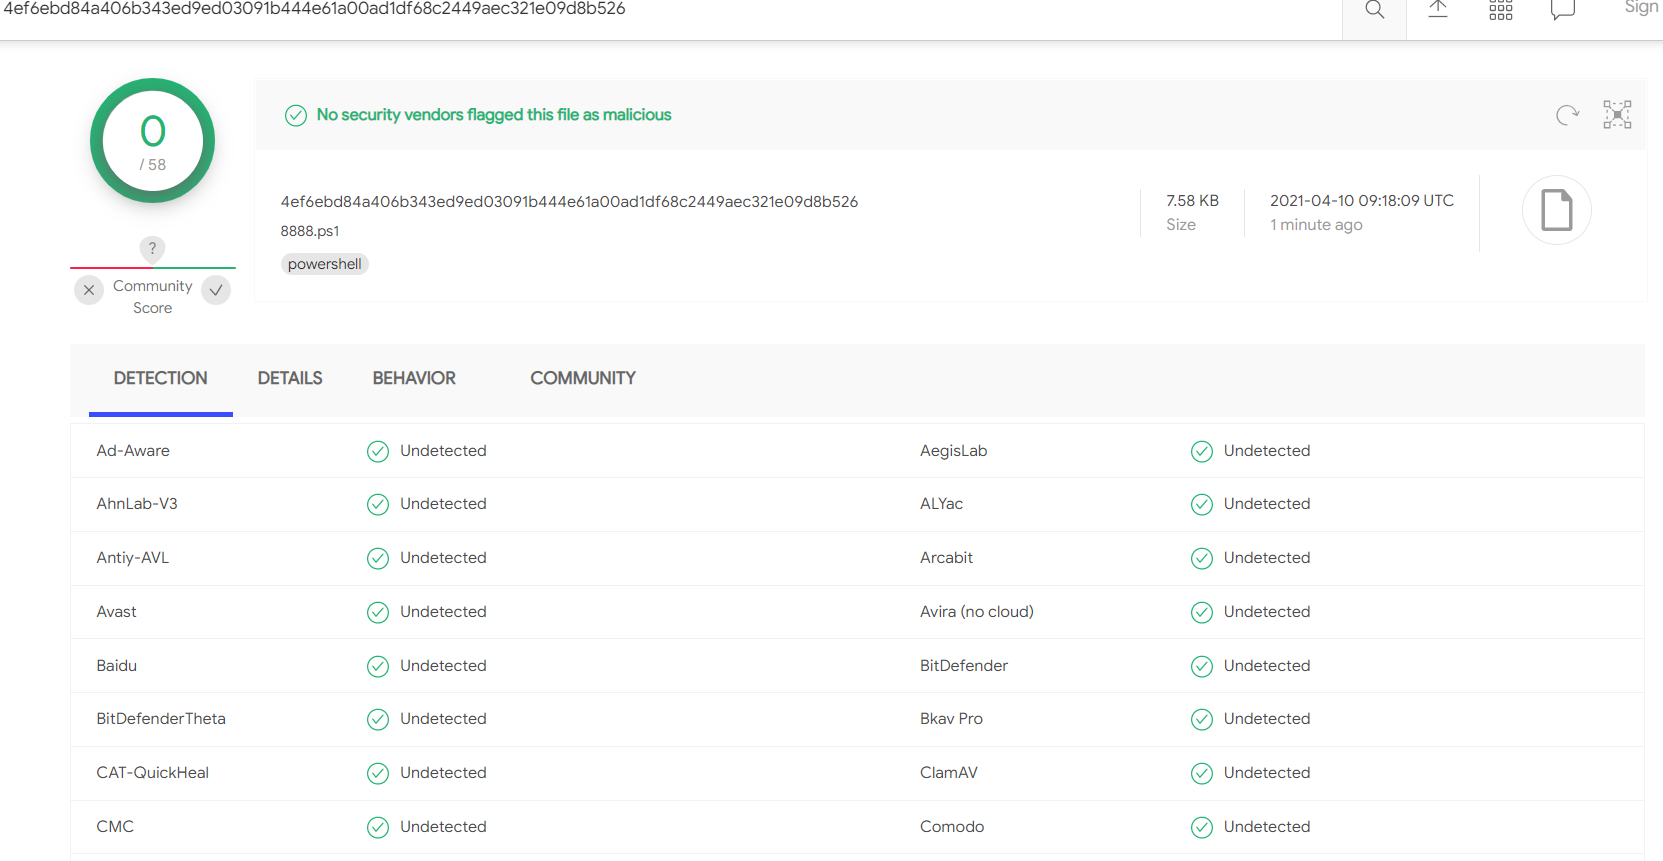 4ef6ebd84a406b343ed9ed03091b444e61a00ad1df68c2449aec321e09d8b526
Sign
0
/ 58
No security vendors flagged this file as malicious
4ef6ebd84a406b343ed9ed03091b444e61a00ad1df68c2449aec321e09d8b526
8888.ps1
powershell
7.58 KB
Size
2021-04-10 09:18:09 UTC
1 minute ago
?
Community
Score
DETECTION DETAILS BEHAVIOR COMMUNITY
Ad-Aware Undetected AegisLab Undetected
AhnLab-V3 Undetected ALYac Undetected
Antiy-AVL Undetected Arcabit Undetected
Avast Undetected Avira (no cloud) Undetected
Baidu Undetected BitDefender Undetected
BitDefenderTheta Undetected Bkav Pro Undetected
CAT-QuickHeal Undetected ClamAV Undetected
CMC Undetected Comodo Undetected